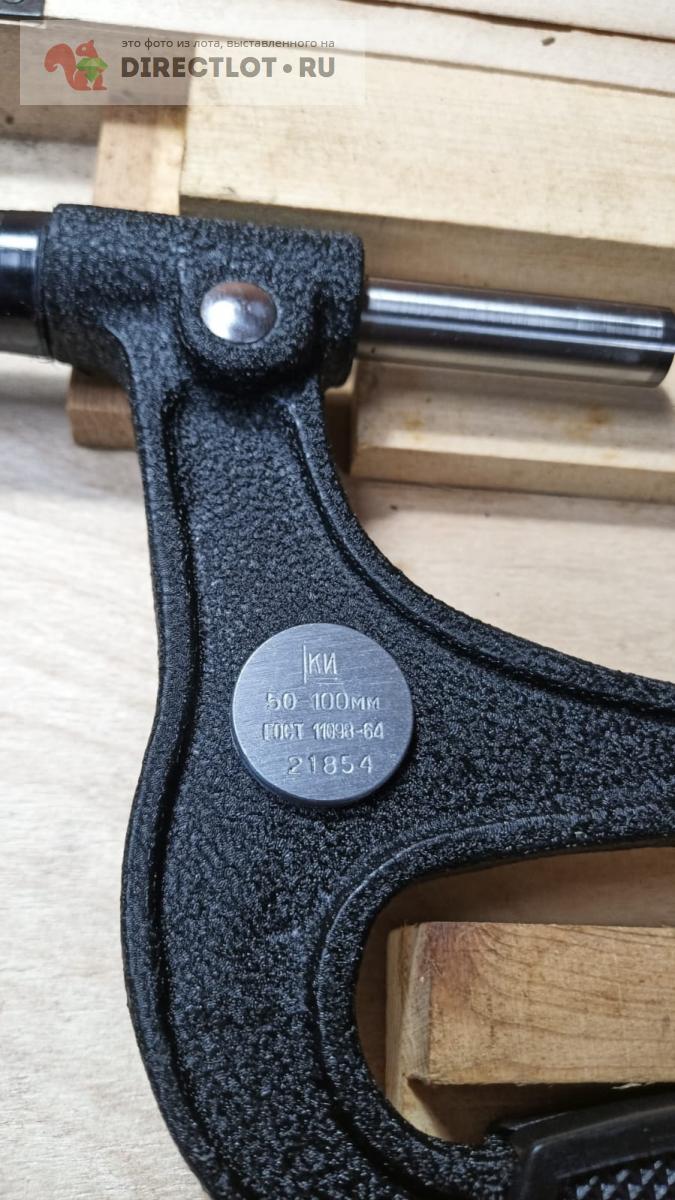 это фото из лота, выставленного на
DIRECTLOT•RU
КИ
50-100мм
ГОСТ 11098-64
21854